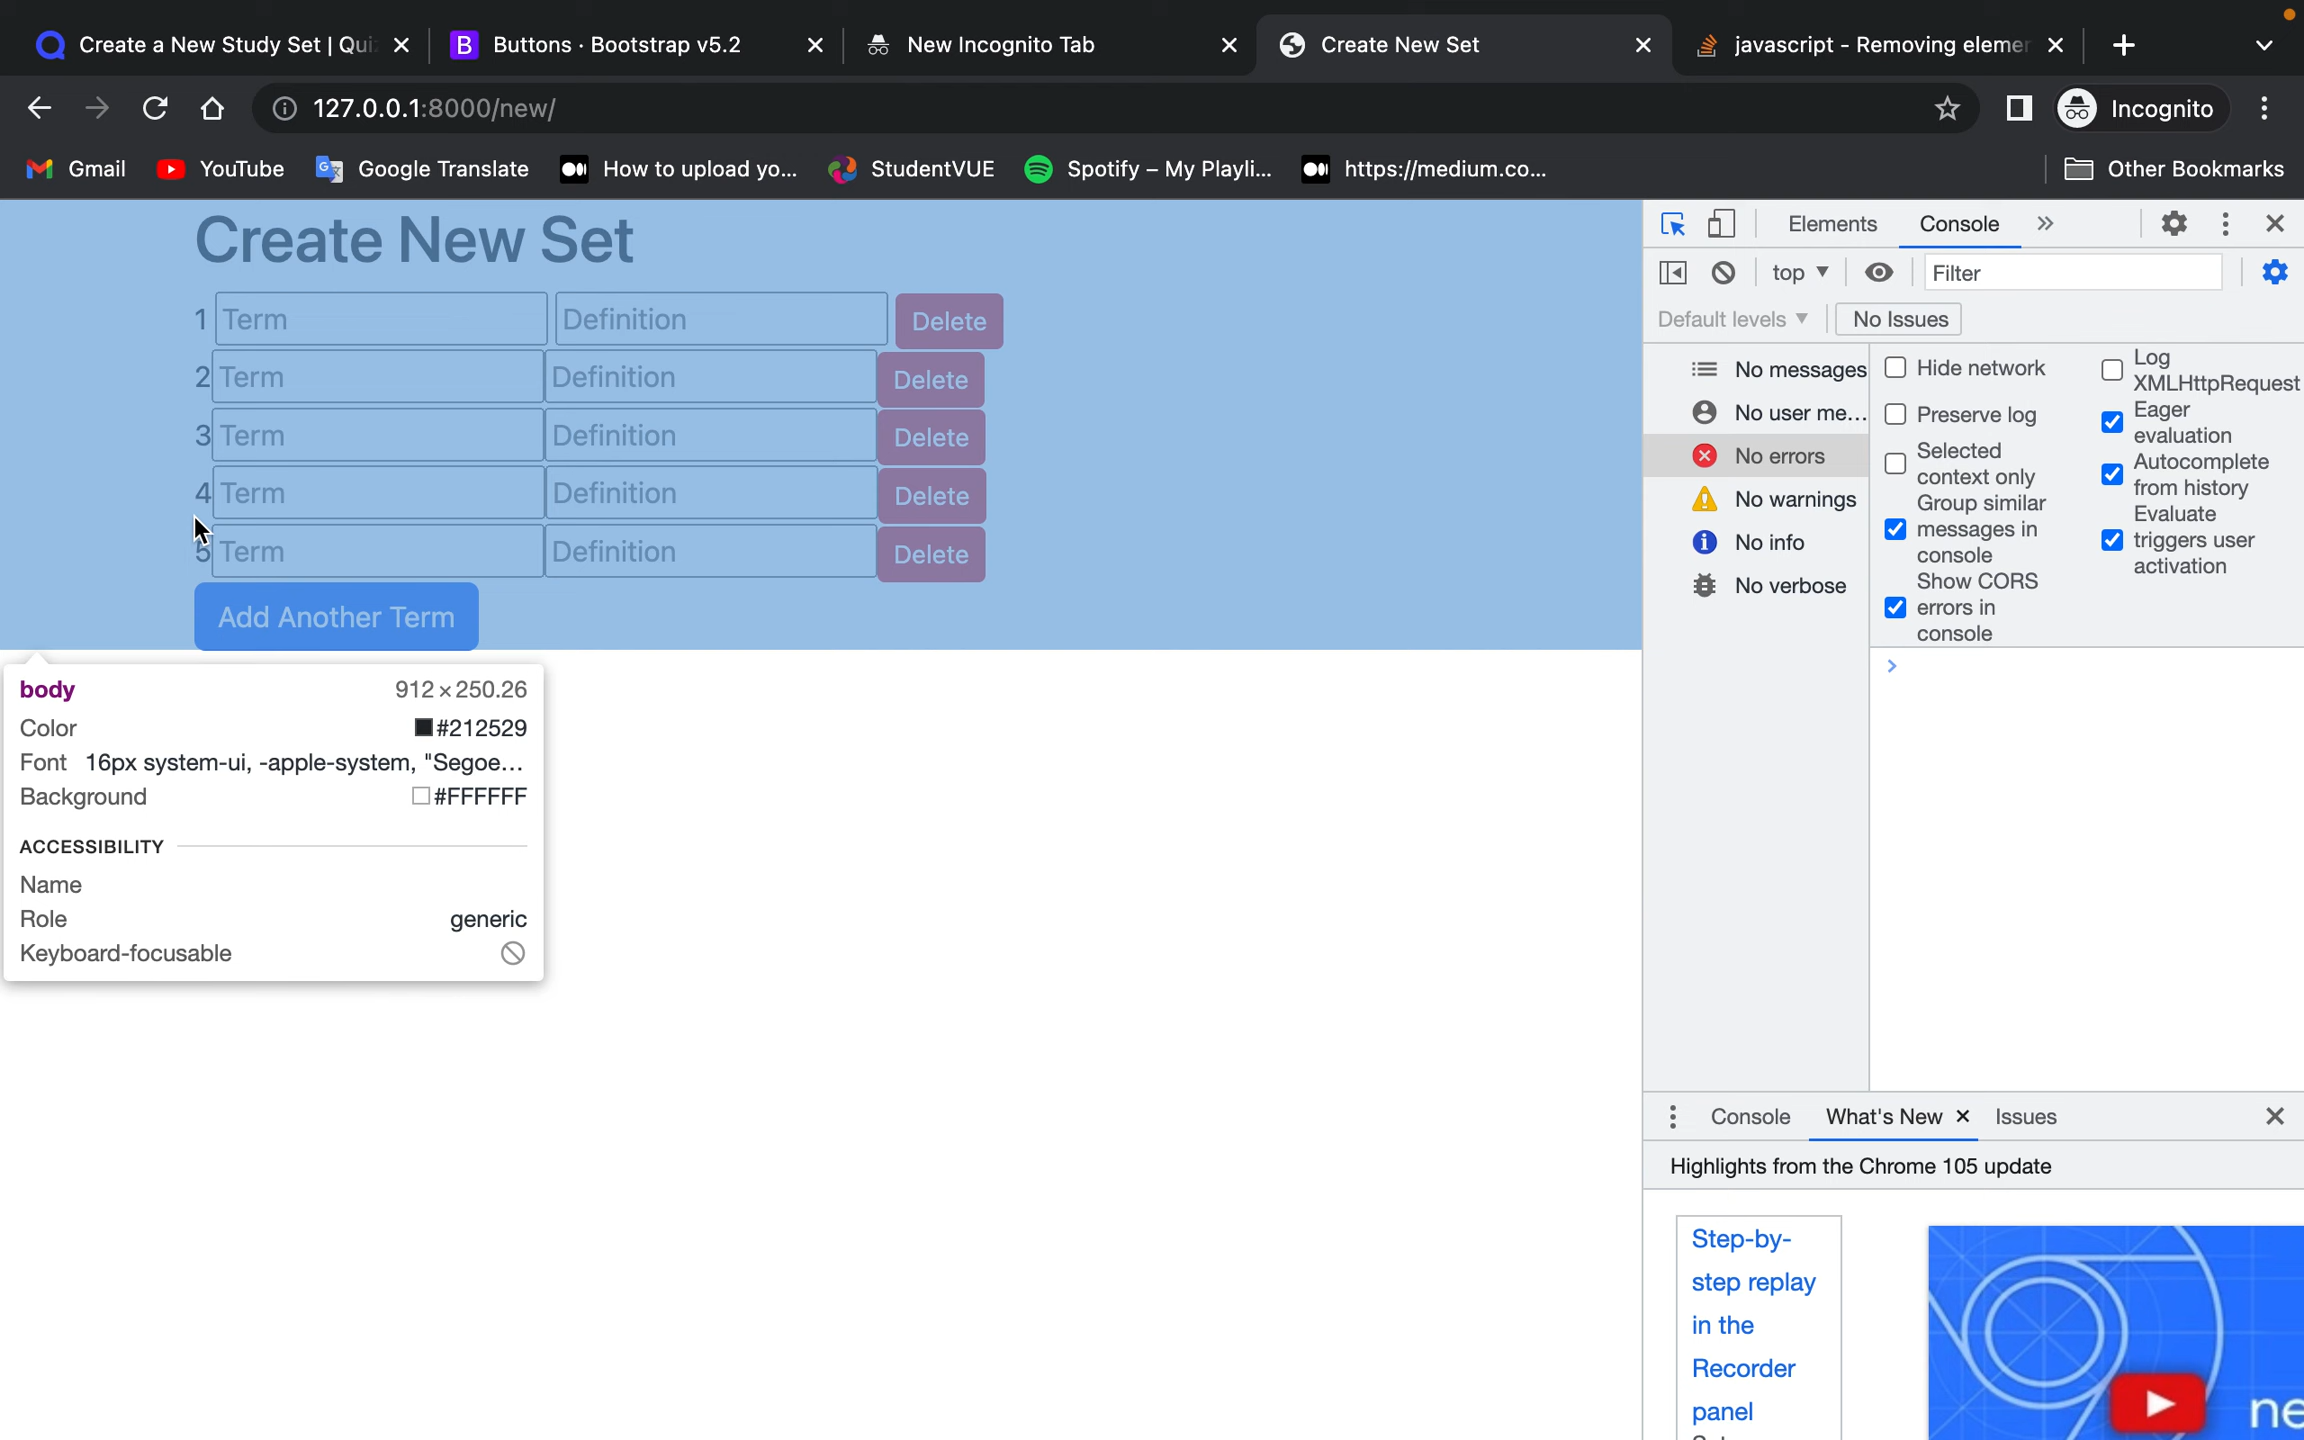 Create a New Study Set | Qui
Buttons · Bootstrap v5.2
New Incognito Tab
Create New Set
javascript - Removing elemer
127.0.0.1:8000/new/
Incognito
Gmail
YouTube
Google Translate
How to upload yo...
StudentVUE
Spotify – My Playli...
https://medium.co...
Other Bookmarks
Create New Set
1 Term Definition Delete
2 Term Definition Delete
3 Term Definition Delete
4 Term Definition Delete
5 Term Definition Delete
Add Another Term
body 912 × 250.26
Color #212529
Font 16px system-ui, -apple-system, "Segoe...
Background #FFFFFF
ACCESSIBILITY
Name
Role generic
Keyboard-focusable
Elements Console
top Filter
Default levels No Issues
No messages
No user me...
No errors
No warnings
No info
No verbose
Hide network
Preserve log
Selected
context only
Group similar
messages in
console
Show CORS
errors in
console
Log
XMLHttpRequest
Eager
evaluation
Autocomplete
from history
Evaluate
triggers user
activation
Console What's New Issues
Highlights from the Chrome 105 update
Step-by-
step replay
in the
Recorder
panel
ne